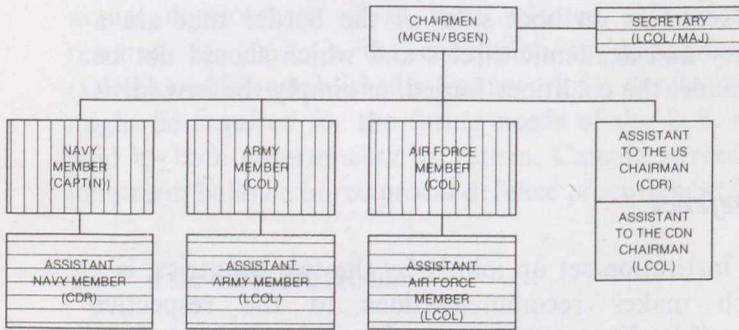 CHAIRMEN
(MGEN/BGEN)
SECRETARY
(LCOL/MAJ)
NAVY
MEMBER
(CAPT(N))
ARMY
MEMBER
(COL)
AIR FORCE
MEMBER
(COL)
ASSISTANT
TO THE US
CHAIRMAN
(CDR)
ASSISTANT
TO THE CDN
CHAIRMAN
(LCOL)
ASSISTANT
NAVY MEMBER
(CDR)
ASSISTANT
ARMY MEMBER
(LCOL)
ASSISTANT
AIR FORCE
MEMBER
(LCOL)